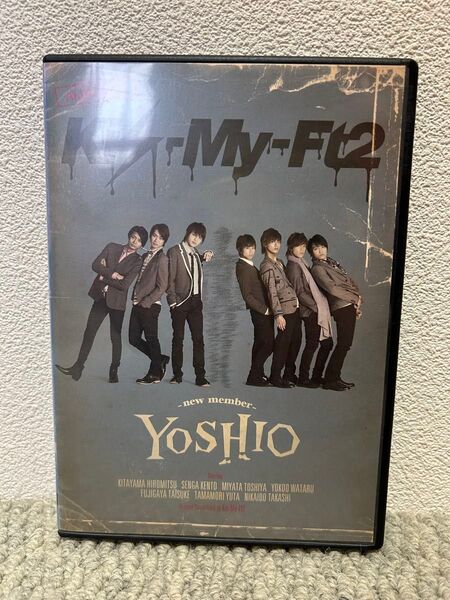 Kis-My-Ft2
-new member-
YOSHIO
Starring
KITAYAMA HIROMITSU SENGA KENTO MIYATA TOSHIYA YOKOO WATARU
FUJIGAYA TAISUKE TAMAMORI YUTA NIKAIDO TAKASHI